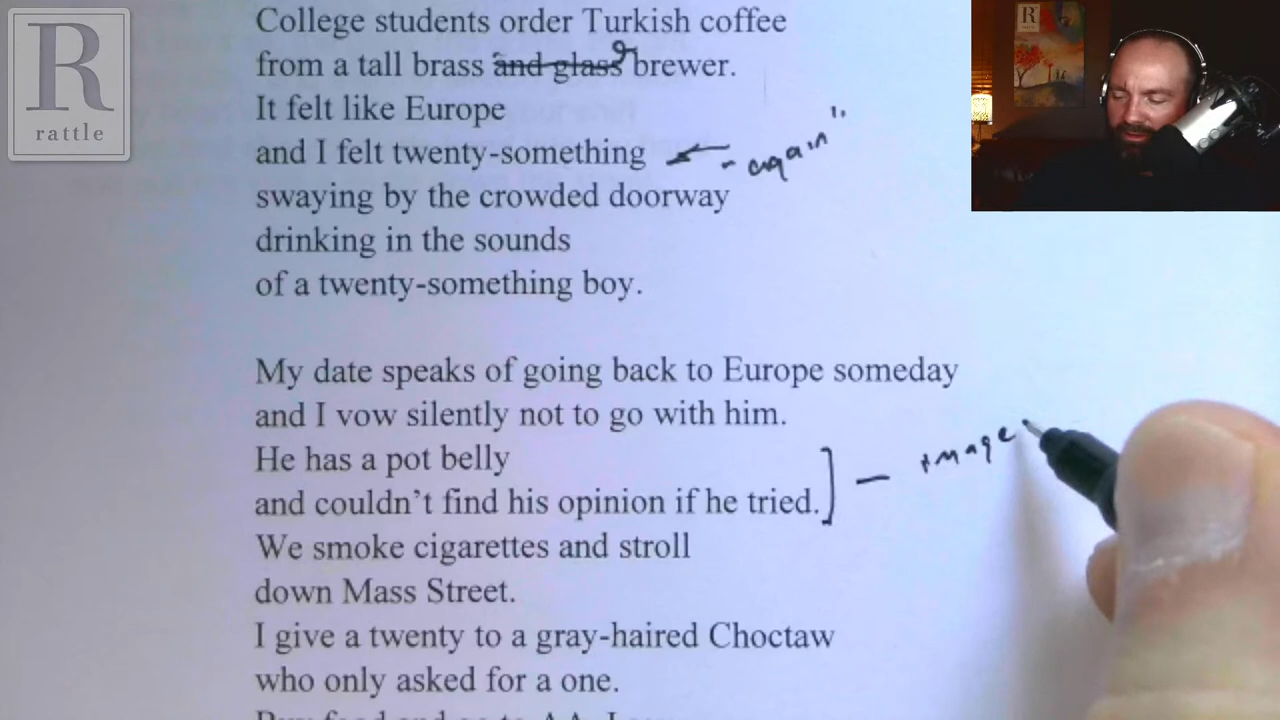 R
rattle
College students order Turkish coffee
from a tall brass and glass brewer.
It felt like Europe
and I felt twenty-something - again"
swaying by the crowded doorway
drinking in the sounds
of a twenty-something boy.
My date speaks of going back to Europe someday
and I vow silently not to go with him.
He has a pot belly
and couldn't find his opinion if he tried. ] — image
We smoke cigarettes and stroll
down Mass Street.
I give a twenty to a gray-haired Choctaw
who only asked for a one.